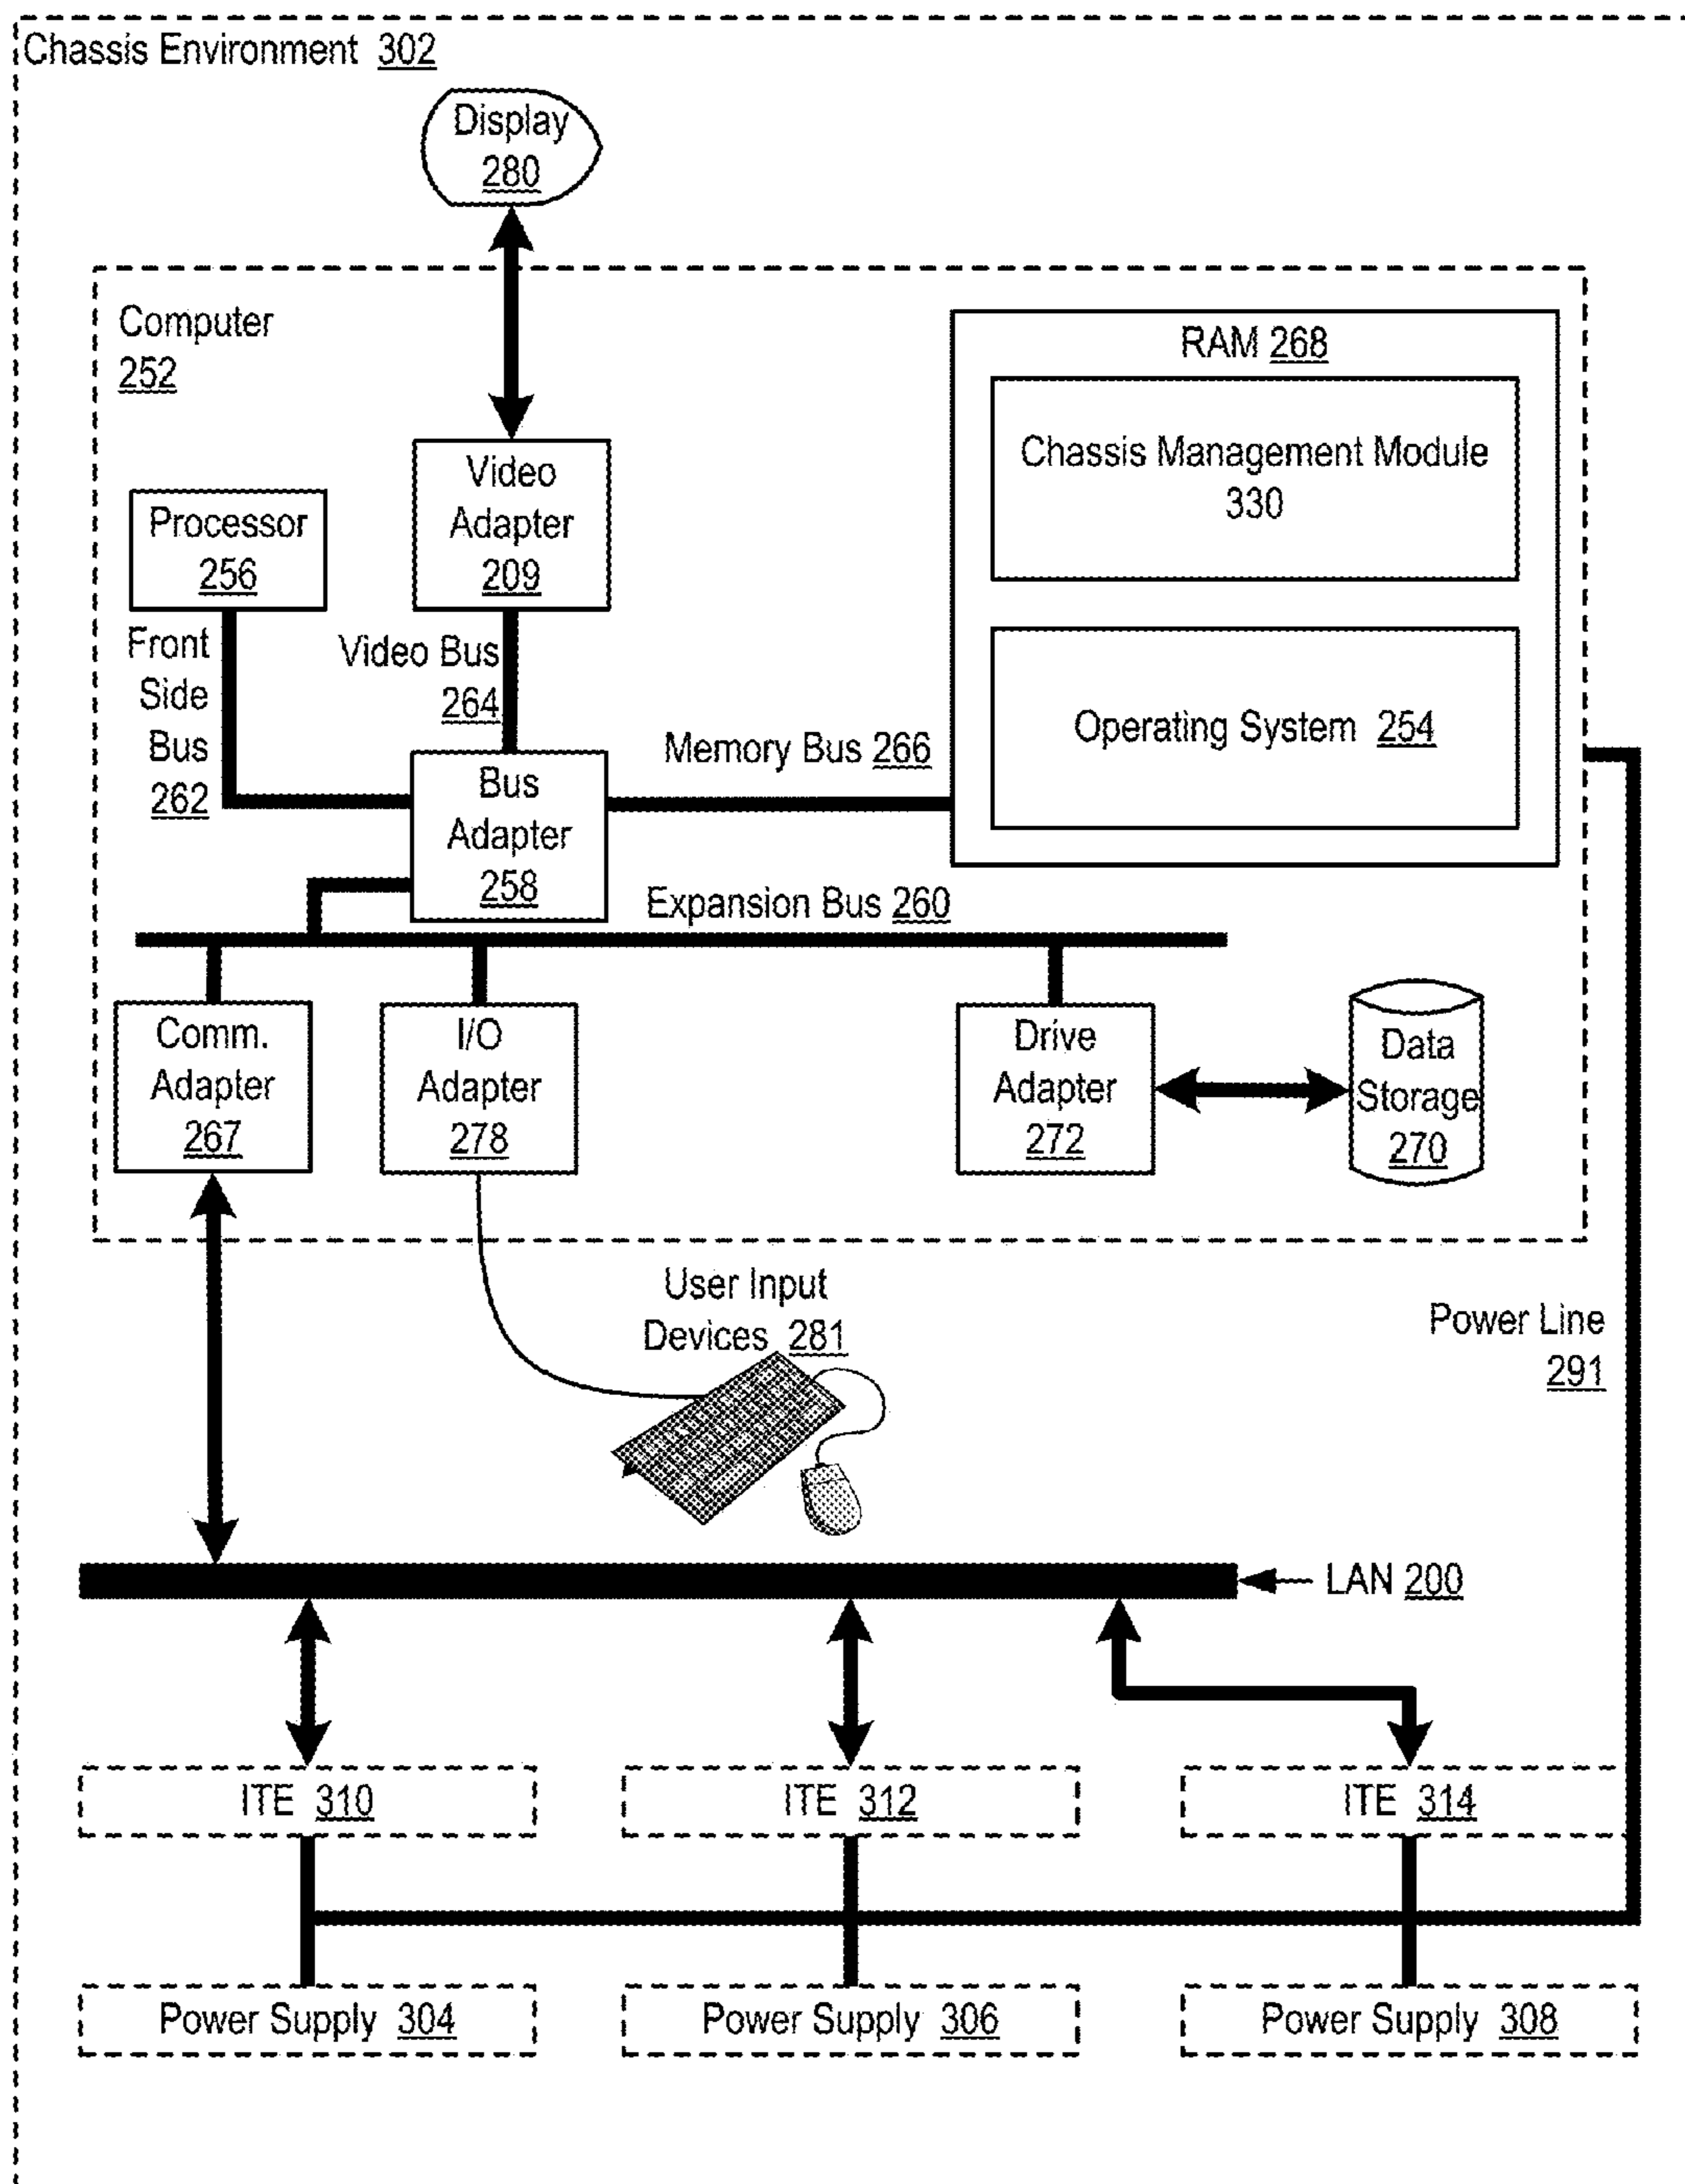 Chassis Environment 302
Display
280
Computer
252
RAM 268
Chassis Management Module
330
Video
Adapter
209
Processor
256
Front
Side
Bus
262
Video Bus
264
Operating System 254
Memory Bus 266
Bus
Adapter
258
Expansion Bus 260
Comm.
Adapter
267
I/O
Adapter
278
Drive
Adapter
272
Data
Storage
270
User Input
Devices 281
Power Line
291
LAN 200
ITE 310
ITE 312
ITE 314
Power Supply 304
Power Supply 306
Power Supply 308